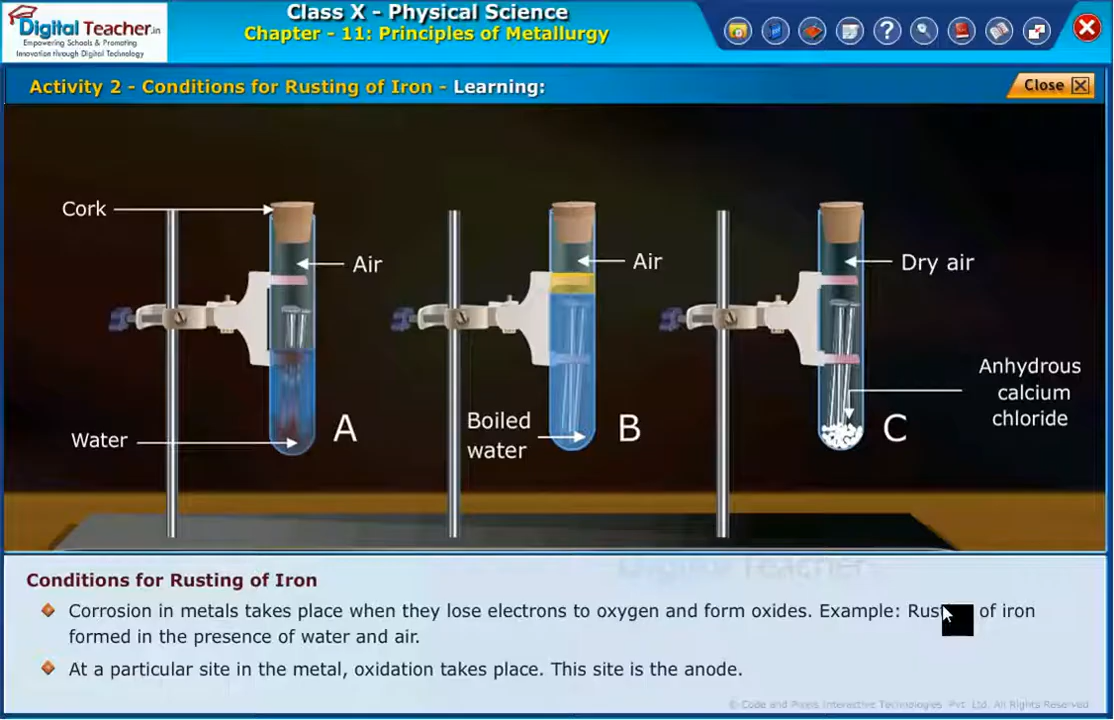 Digital Teacher.in
Empowering Schools & Promoting
Innovation through Digital Technology
Class X - Physical Science
Chapter - 11: Principles of Metallurgy
Activity 2 - Conditions for Rusting of Iron - Learning:
Close
Cork
Air
Air
Dry air
Anhydrous
calcium
chloride
Water
A
Boiled
water
B
C
Conditions for Rusting of Iron
Corrosion in metals takes place when they lose electrons to oxygen and form oxides. Example: of iron
formed in the presence of water and air.
At a particular site in the metal, oxidation takes place. This site is the anode.
© Code and Pixels Interactive Technologies Pvt. Ltd. All Rights Reserved